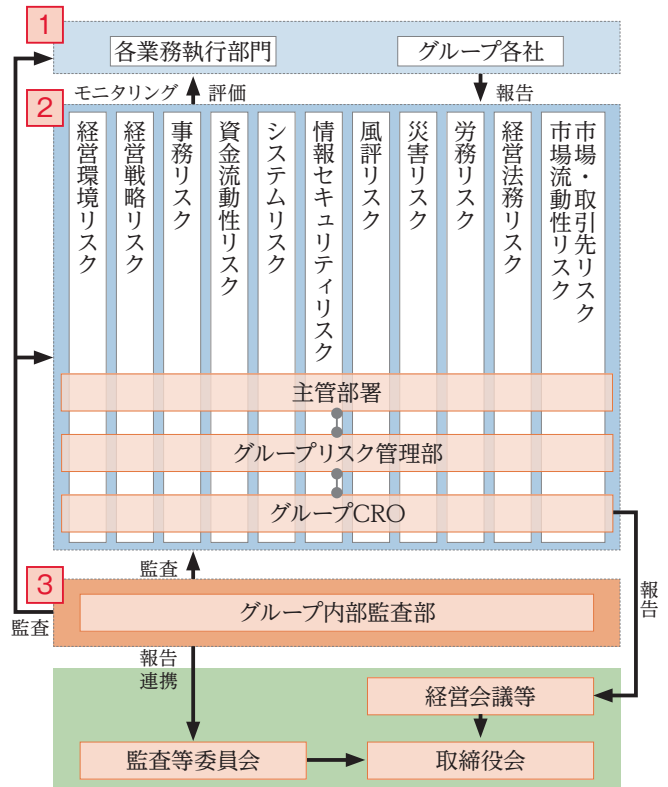 1
各業務執行部門
グループ各社
モニタリング
評価
報告
2
経営環境リスク
経営戦略リスク
事務リスク
資金流動性リスク
システムリスク
情報セキュリティリスク
風評リスク
災害リスク
労務リスク
経営法務リスク
市場・取引先リスク
市場流動性リスク
主管部署
グループリスク管理部
グループCRO
監査
報告
3
グループ内部監査部
監査
報告
連携
経営会議等
監査等委員会
取締役会